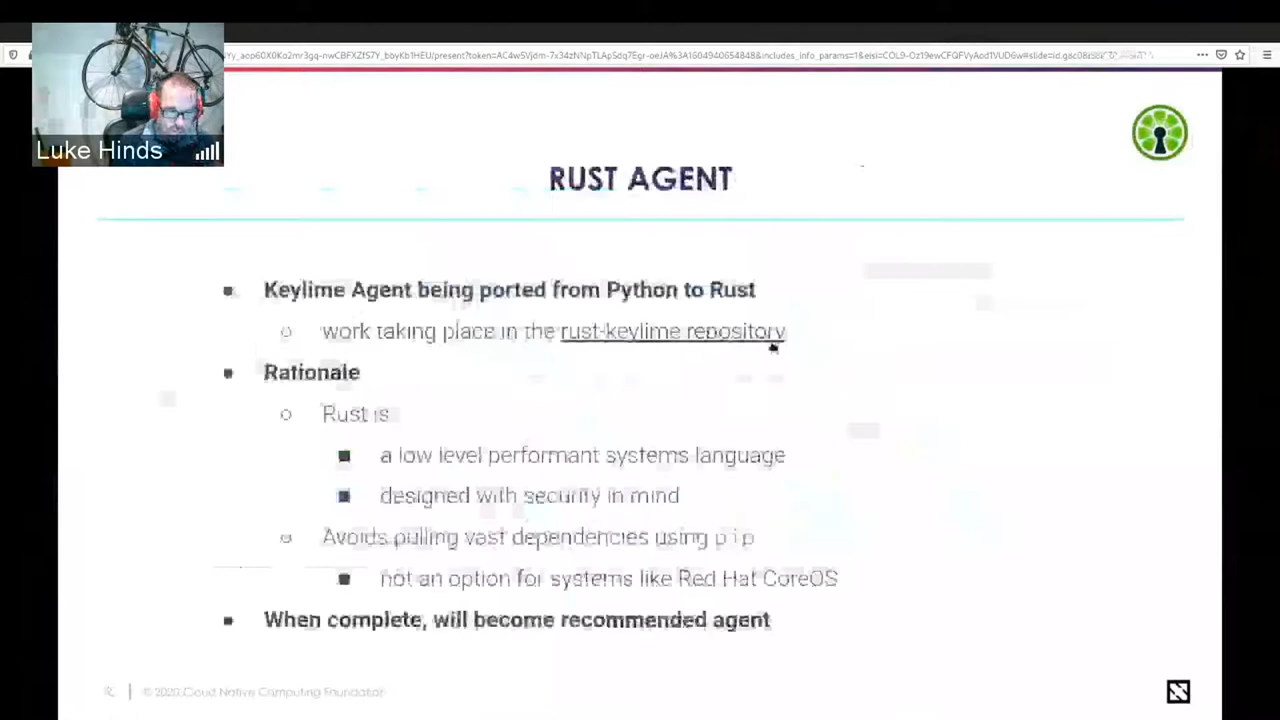 Luke Hinds
RUST AGENT
Keylime Agent being ported from Python to Rust
work taking place in the rust-keylime repository
Rationale
Rust is
a low level performant systems language
designed with security in mind
Avoids pulling vast dependencies using pip
not an option for systems like Red Hat CoreOS
When complete, will become recommended agent
© 2020 Cloud Native Computing Foundation